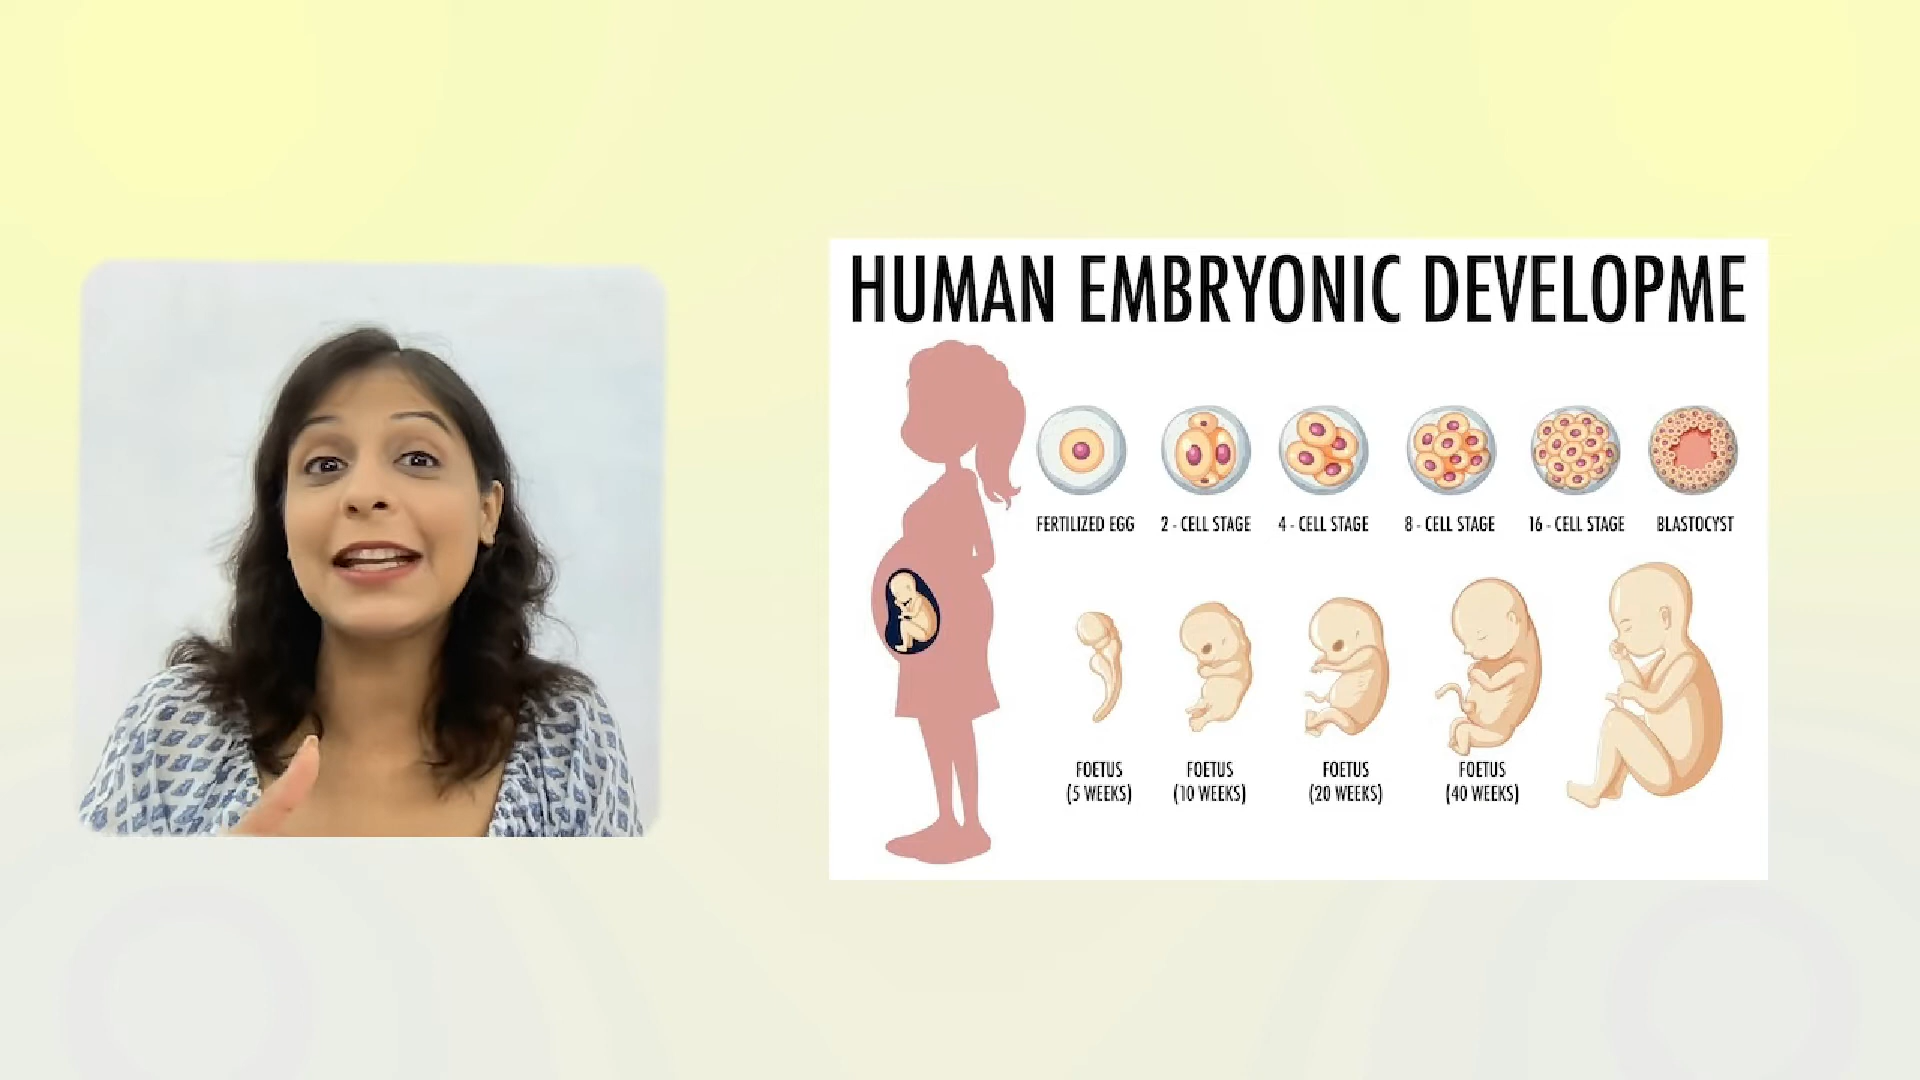 HUMAN EMBRYONIC DEVELOPME
FERTILIZED EGG
2 - CELL STAGE
4 - CELL STAGE
8 - CELL STAGE
16 - CELL STAGE
BLASTOCYST
FOETUS
(5 WEEKS)
FOETUS
(10 WEEKS)
FOETUS
(20 WEEKS)
FOETUS
(40 WEEKS)